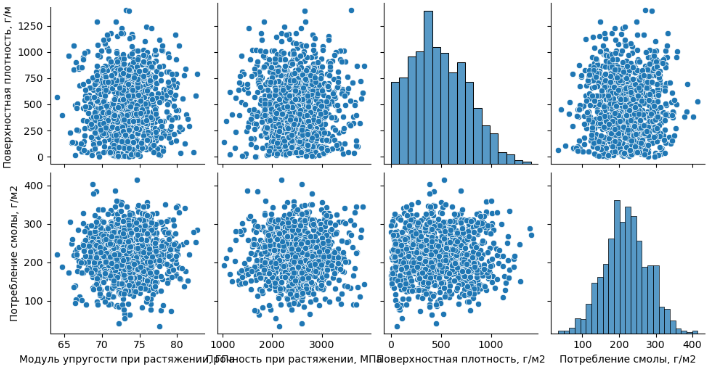 Поверхностная плотность, г/м
1250
1000
750
500
250
0
Потребление смолы, г/м2
400
300
200
100
65 70 75 80
1000 2000 3000
0 500 1000
100 200 300 400
Модуль упругости при растяжении, ГПа
Прочность при растяжении, МПа
Поверхностная плотность, г/м2
Потребление смолы, г/м2